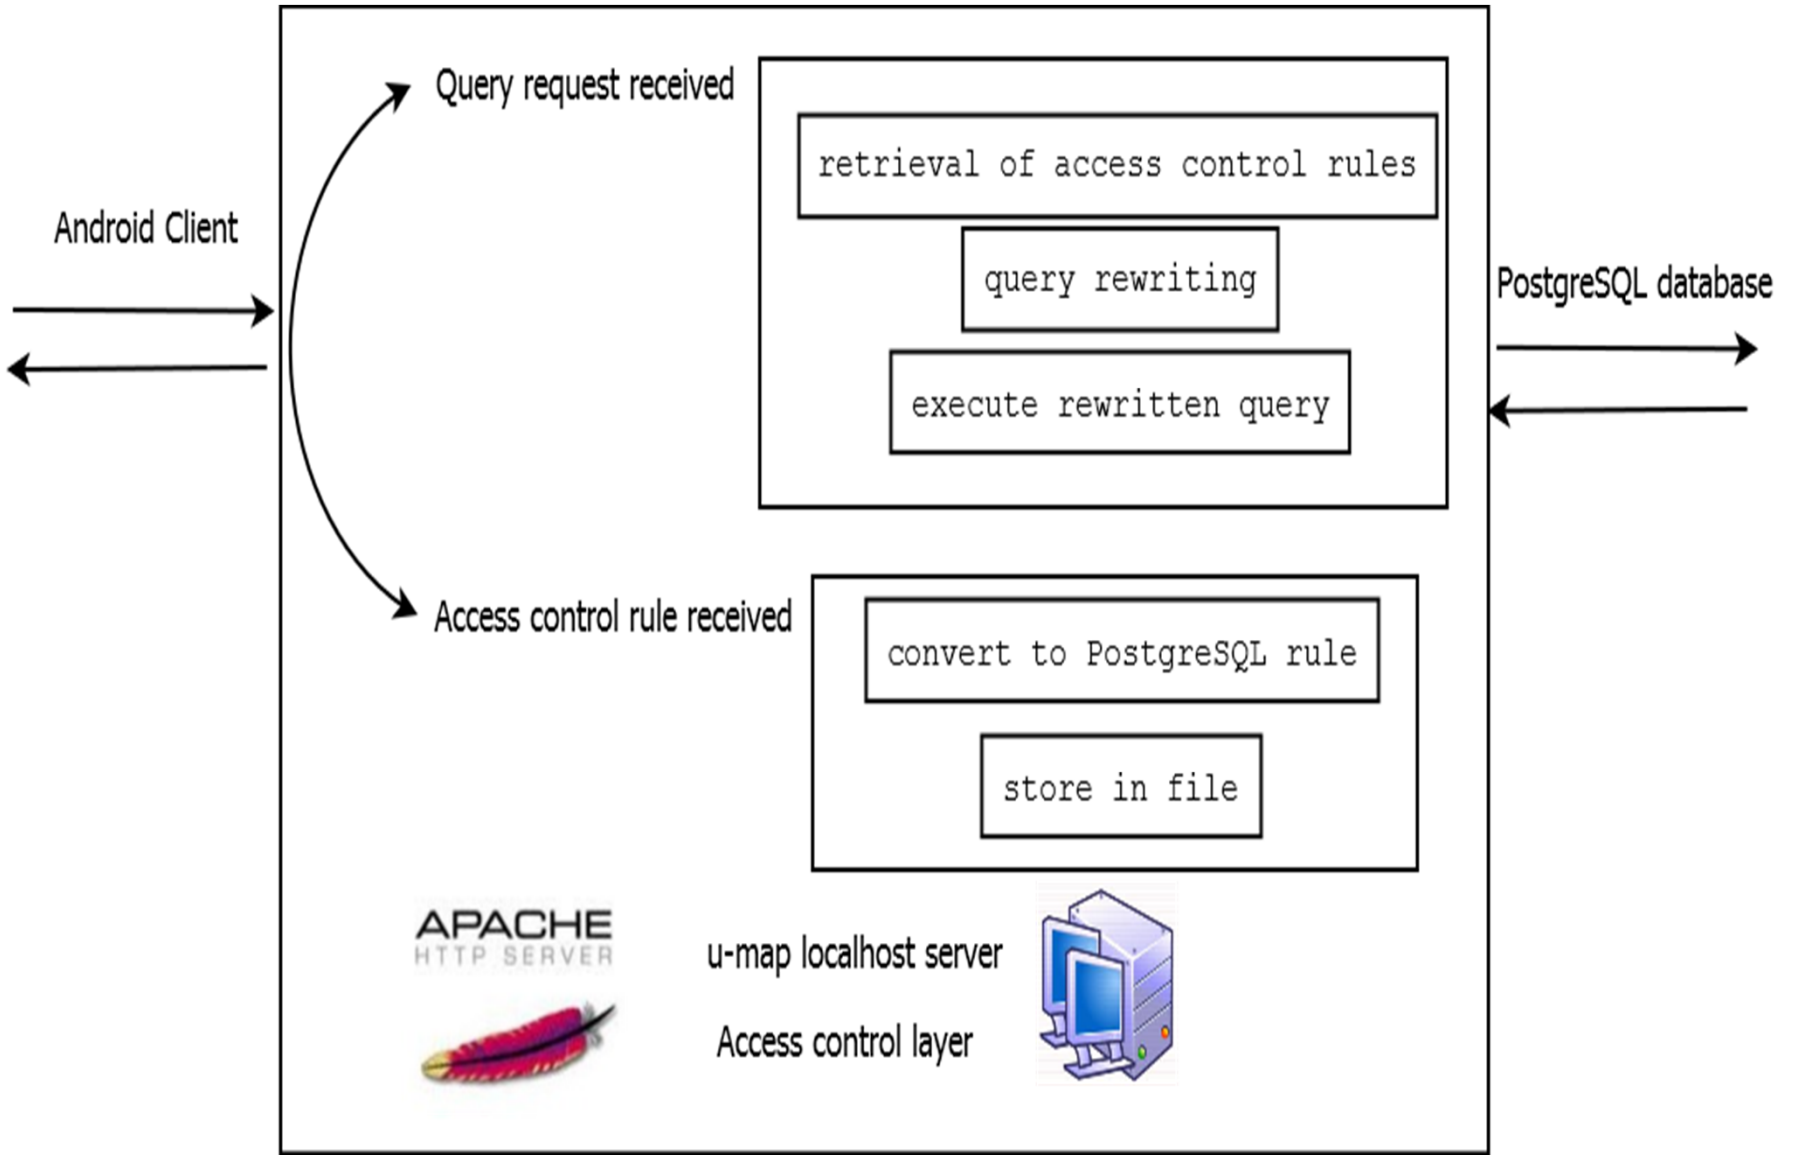 Query request received
retrieval of access control rules
query rewriting
execute rewritten query
Android Client
PostgreSQL database
Access control rule received
convert to PostgreSQL rule
store in file
APACHE
HTTP SERVER
u-map localhost server
Access control layer